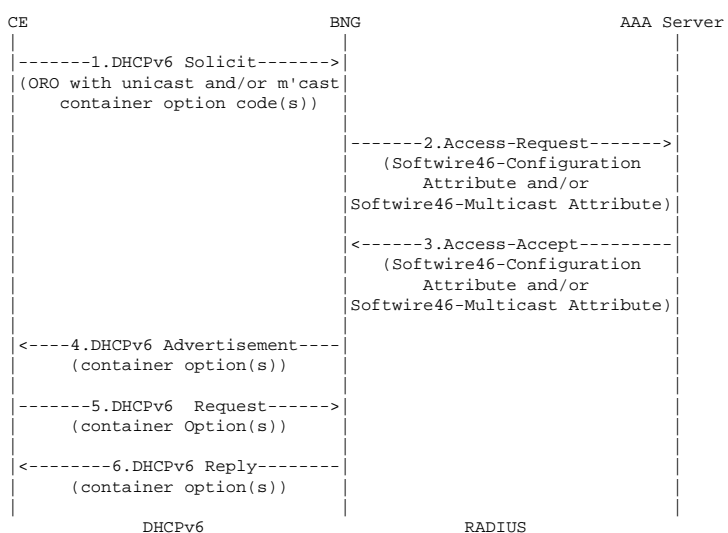 CE BNG AAA Server
-------1.DHCPv6 Solicit------->
(ORO with unicast and/or m'cast
container option code(s))
-------2.Access-Request------->
(Softwire46-Configuration
Attribute and/or
Softwire46-Multicast Attribute)
<------3.Access-Accept---------
(Softwire46-Configuration
Attribute and/or
Softwire46-Multicast Attribute)
<----4.DHCPv6 Advertisement----
(container option(s))
-------5.DHCPv6  Request------>
(container Option(s))
<--------6.DHCPv6 Reply--------
(container option(s))
DHCPv6 RADIUS